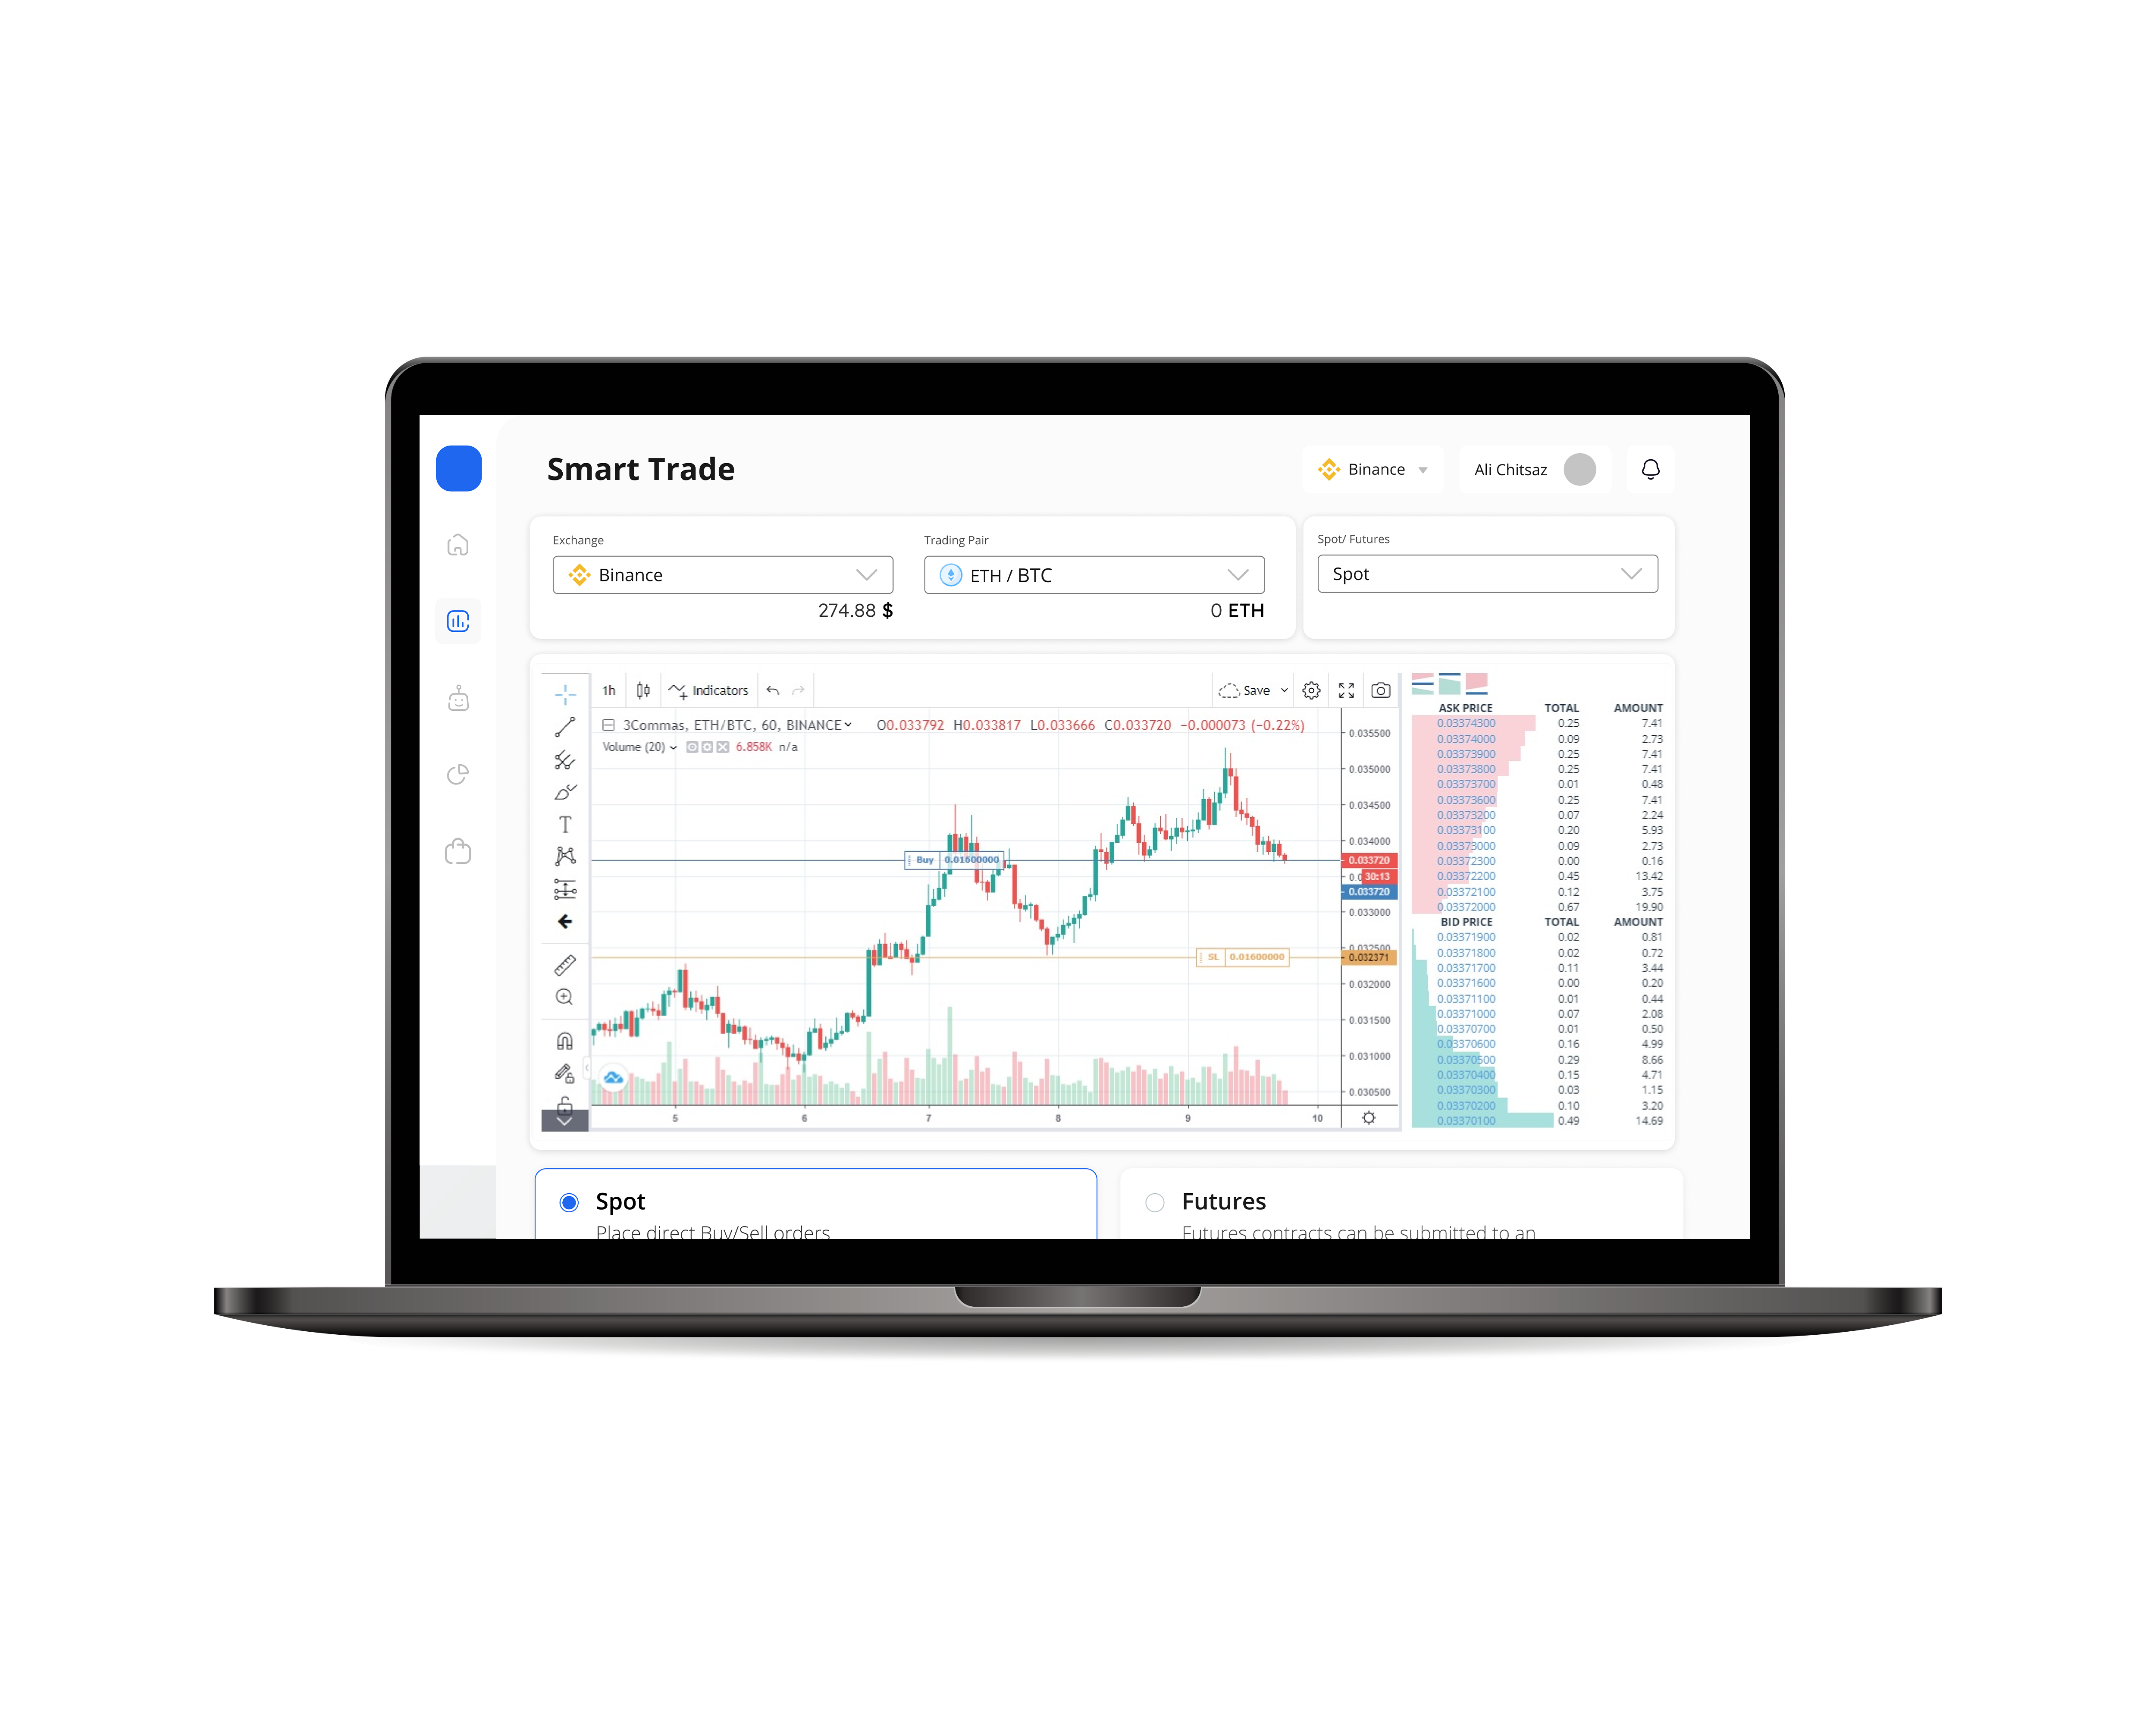 Smart Trade
Binance
Ali Chitsaz
Exchange
Trading Pair
Spot/ Futures
Binance
ETH / BTC
Spot
274.88 $
0 ETH
1h
Indicators
Save
3Commas, ETH/BTC, 60, BINANCE
O0.033792 H0.033817 L0.033666 C0.033720 −0.000073 (−0.22%)
Volume (20) 6.858K n/a
Buy 0.01600000
SL 0.01600000
0.035500
0.035000
0.034500
0.034000
0.033720
30:13
0.033720
0.033000
0.032500
0.032371
0.032000
0.031500
0.031000
0.030500
5 6 7 8 9 10
ASK PRICE TOTAL AMOUNT
0.03374300 0.25 7.41
0.03374000 0.09 2.73
0.03373900 0.25 7.41
0.03373800 0.25 7.41
0.03373700 0.01 0.48
0.03373600 0.25 7.41
0.03373200 0.07 2.24
0.03373100 0.20 5.93
0.03373000 0.09 2.73
0.03372300 0.00 0.16
0.03372200 0.45 13.42
0.03372100 0.12 3.75
0.03372000 0.67 19.90
BID PRICE TOTAL AMOUNT
0.03371900 0.02 0.81
0.03371800 0.02 0.72
0.03371700 0.11 3.44
0.03371600 0.00 0.20
0.03371100 0.01 0.44
0.03371000 0.07 2.08
0.03370700 0.01 0.50
0.03370600 0.16 4.99
0.03370500 0.29 8.66
0.03370400 0.15 4.71
0.03370300 0.03 1.15
0.03370200 0.10 3.20
0.03370100 0.49 14.69
Spot
Place direct Buy/Sell orders
Futures
Futures contracts can be submitted to an